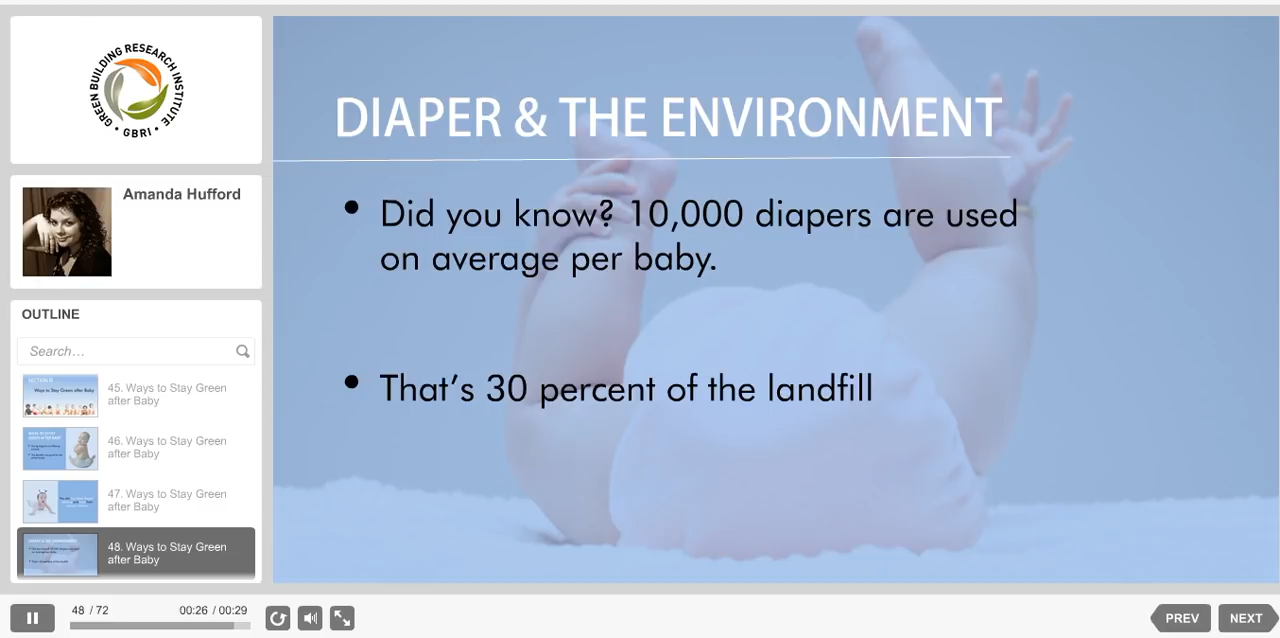 GREEN BUILDING RESEARCH INSTITUTE
• GBRI •
Amanda Hufford
OUTLINE
Search...
45. Ways to Stay Green
after Baby
46. Ways to Stay Green
after Baby
47. Ways to Stay Green
after Baby
48. Ways to Stay Green
after Baby
DIAPER & THE ENVIRONMENT
• Did you know? 10,000 diapers are used
on average per baby.
• That's 30 percent of the landfill
48 / 72
00:26 / 00:29
PREV
NEXT